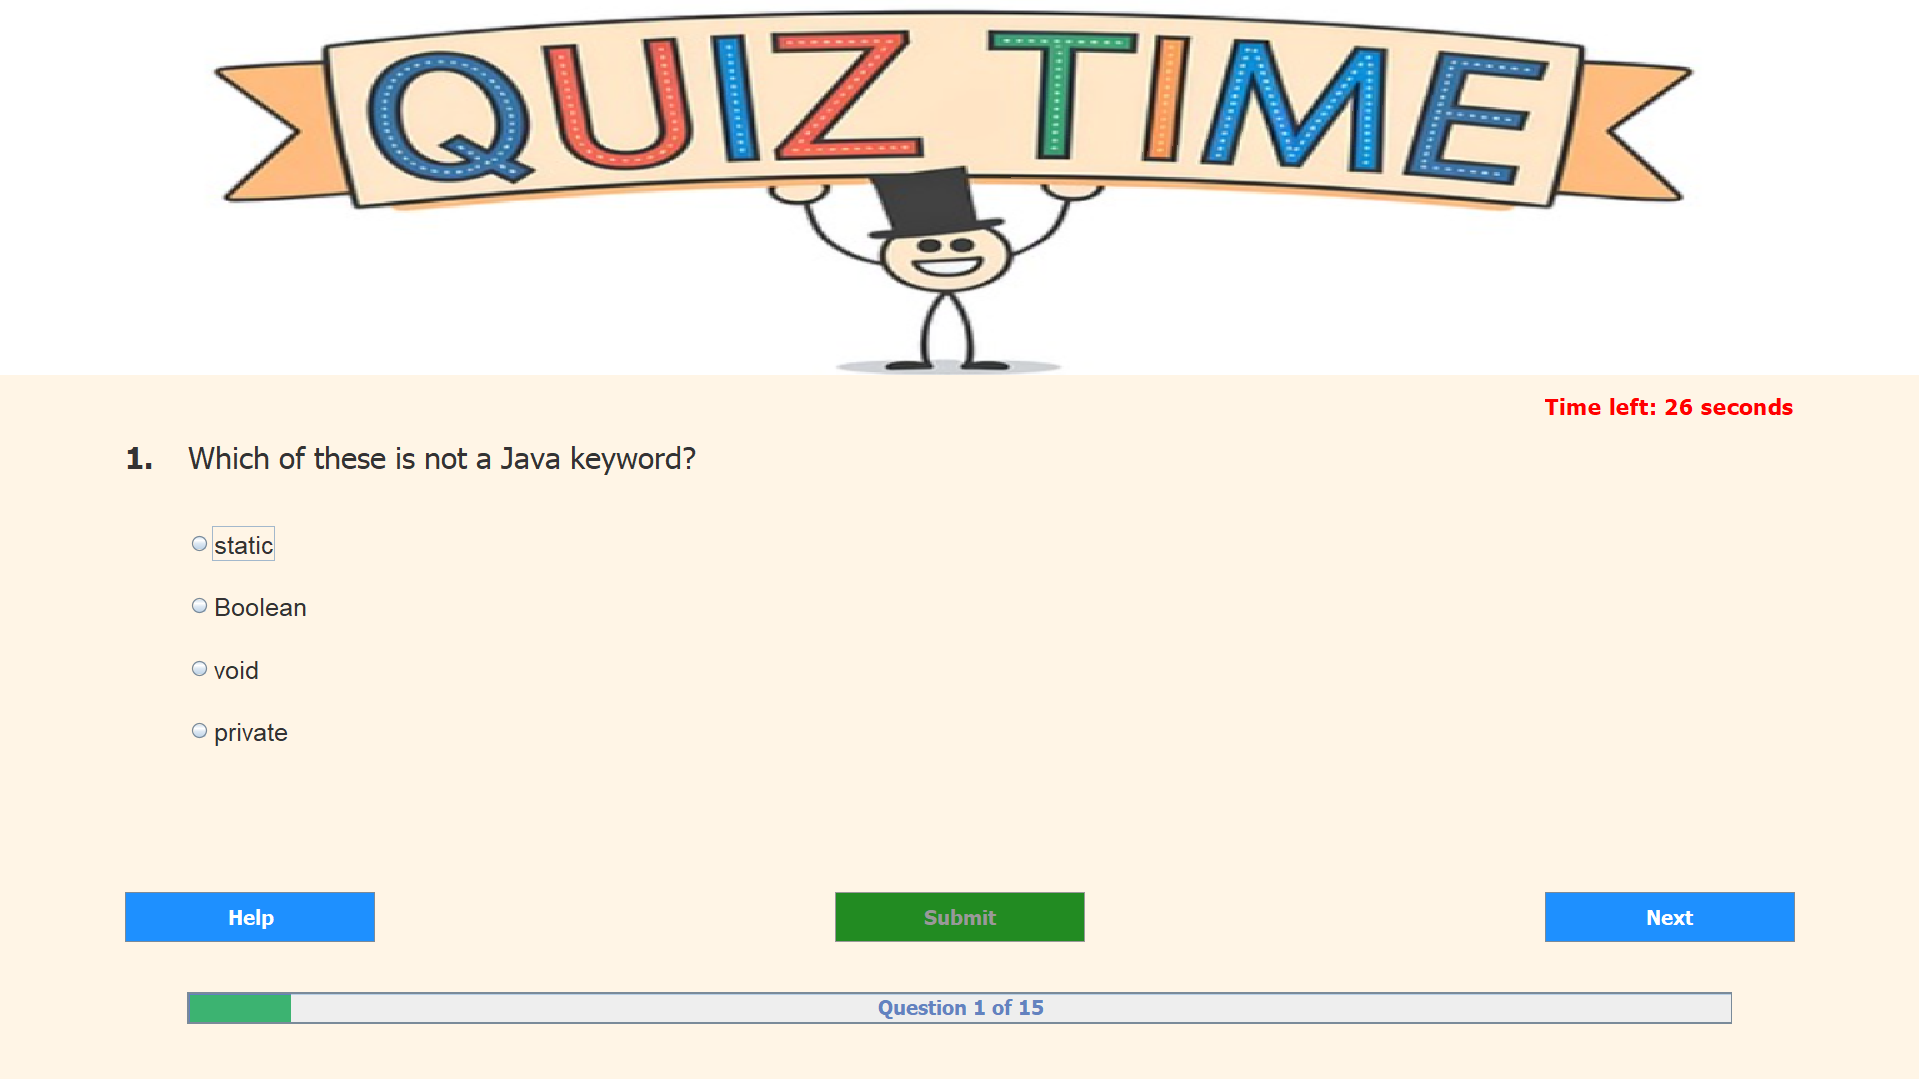 QUIZ TIME
Time left: 26 seconds
1. Which of these is not a Java keyword?
static
Boolean
void
private
Help
Submit
Next
Question 1 of 15